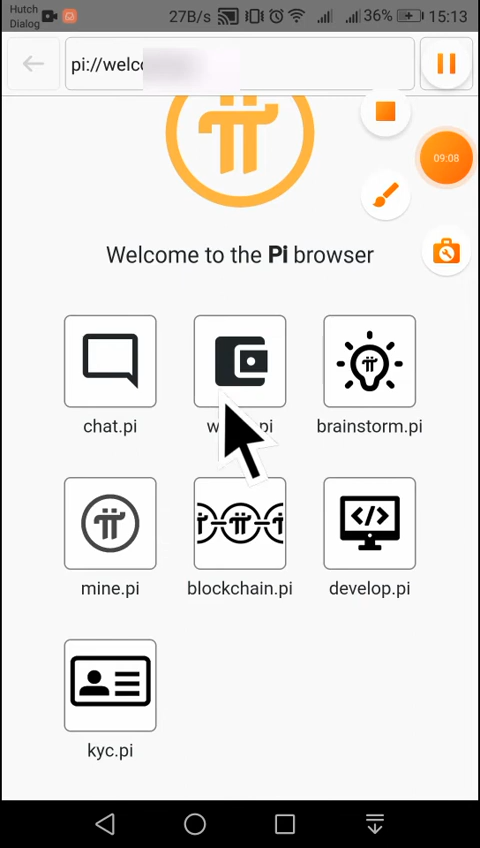 Hutch
Dialog
27B/s
36%
15:13
pi://welc
09:08
Welcome to the Pi browser
chat.pi
brainstorm.pi
mine.pi
blockchain.pi
develop.pi
kyc.pi